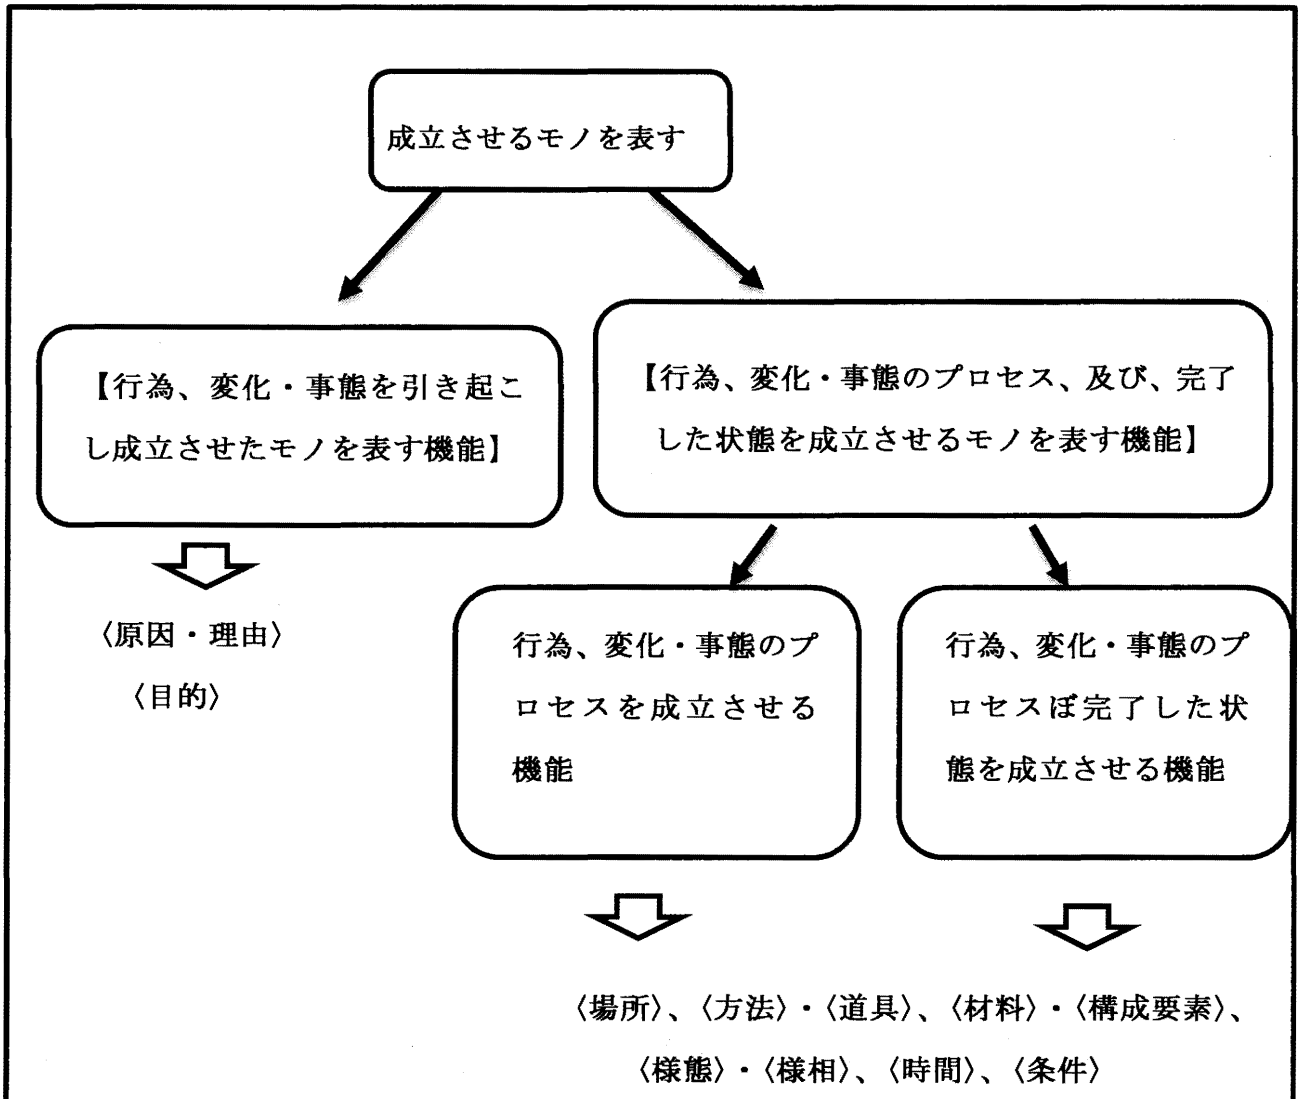 成立させるモノを表す
【行為、変化・事態を引き起こ
し成立させたモノを表す機能】
【行為、変化・事態のプロセス、及び、完了
した状態を成立させるモノを表す機能】
〈原因・理由〉
〈目的〉
行為、変化・事態のプ
ロセスを成立させる
機能
行為、変化・事態のプ
ロセスぼ完了した状
態を成立させる機能
〈場所〉、〈方法〉・〈道具〉、〈材料〉・〈構成要素〉、
〈様態〉・〈様相〉、〈時間〉、〈条件〉